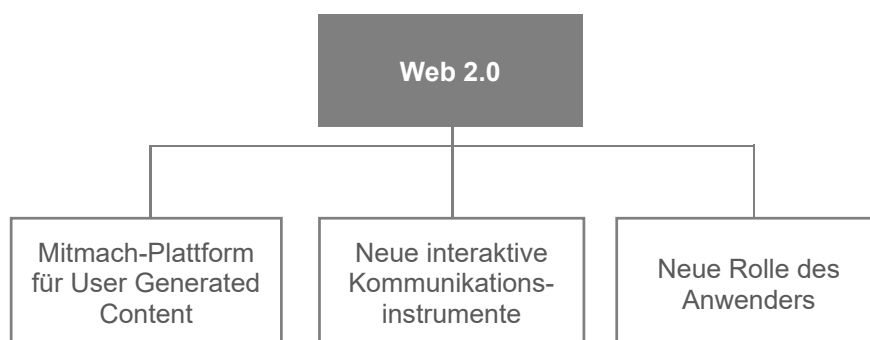 Web 2.0
Mitmach-Plattform
für User Generated
Content
Neue interaktive
Kommunikations-
instrumente
Neue Rolle des
Anwenders